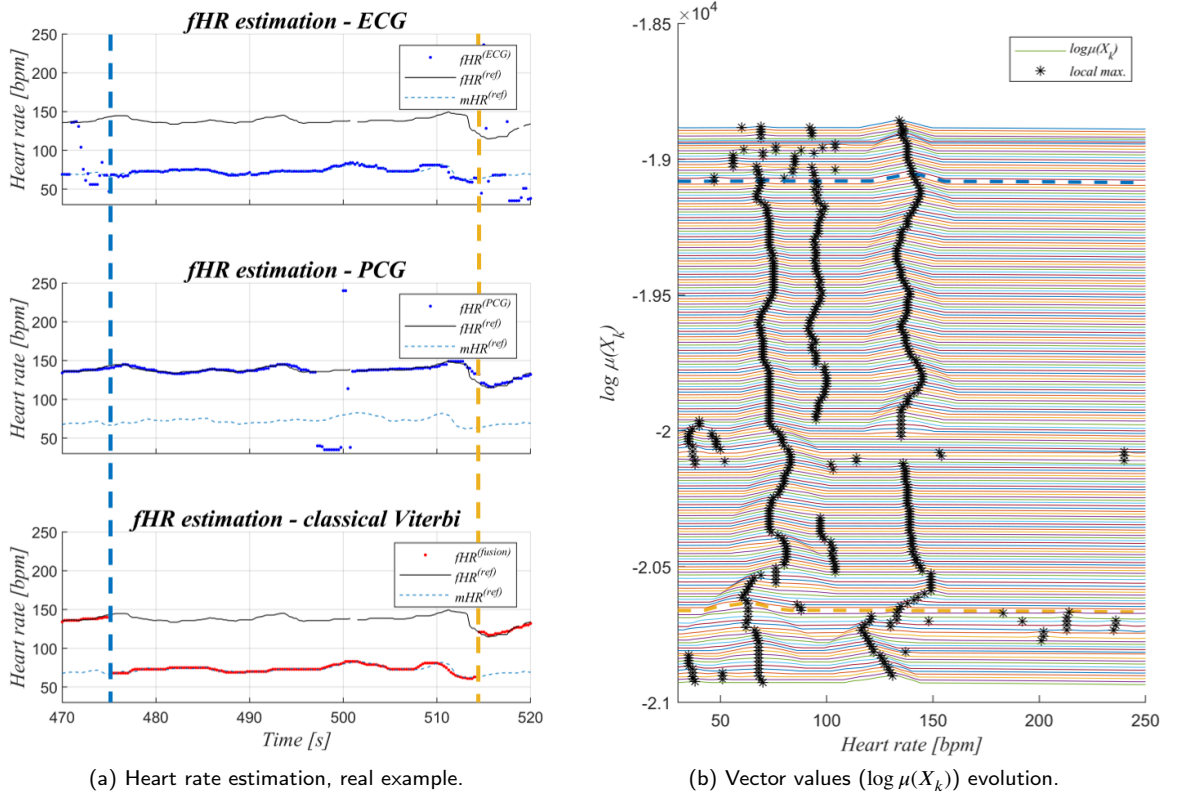 fHR estimation - ECG
Heart rate [bpm]
250
200
150
100
50
fHR(ECG)
fHR(ref)
mHR(ref)
fHR estimation - PCG
Heart rate [bpm]
250
200
150
100
50
fHR(PCG)
fHR(ref)
mHR(ref)
fHR estimation - classical Viterbi
Heart rate [bpm]
250
200
150
100
50
fHR(fusion)
fHR(ref)
mHR(ref)
470 480 490 500 510 520
Time [s]
(a) Heart rate estimation, real example.
×10⁴
-1.85
-1.9
-1.95
-2
-2.05
-2.1
log μ(X_k)
logμ(X_k)
local max.
50 100 150 200 250
Heart rate [bpm]
(b) Vector values (log μ(X_k)) evolution.